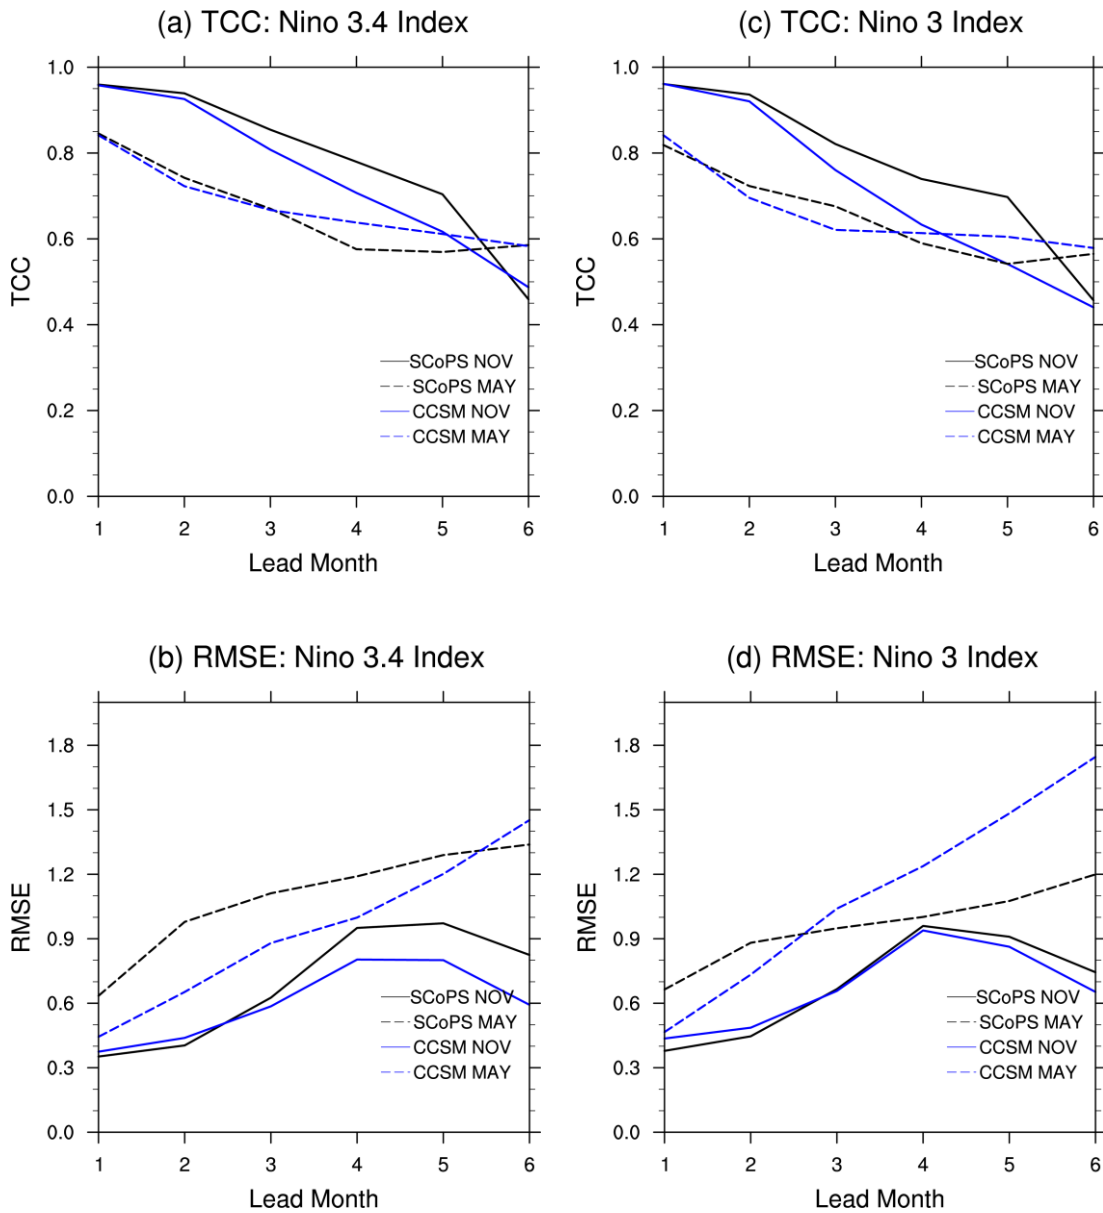 (a) TCC: Nino 3.4 Index
TCC
1.0
0.8
0.6
0.4
0.2
0.0
SCoPS NOV
SCoPS MAY
CCSM NOV
CCSM MAY
1 2 3 4 5 6
Lead Month
(c) TCC: Nino 3 Index
TCC
1.0
0.8
0.6
0.4
0.2
0.0
SCoPS NOV
SCoPS MAY
CCSM NOV
CCSM MAY
1 2 3 4 5 6
Lead Month
(b) RMSE: Nino 3.4 Index
RMSE
1.8
1.5
1.2
0.9
0.6
0.3
0.0
SCoPS NOV
SCoPS MAY
CCSM NOV
CCSM MAY
1 2 3 4 5 6
Lead Month
(d) RMSE: Nino 3 Index
RMSE
1.8
1.5
1.2
0.9
0.6
0.3
0.0
SCoPS NOV
SCoPS MAY
CCSM NOV
CCSM MAY
1 2 3 4 5 6
Lead Month